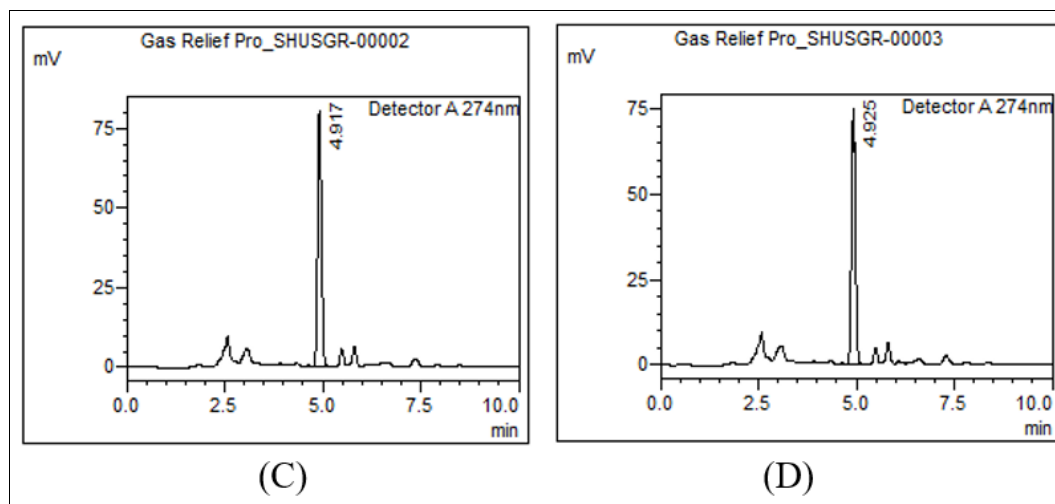 Gas Relief Pro_SHUSGR-00002
mV
Detector A 274nm
4.917
75
50
25
0
0.0 2.5 5.0 7.5 10.0
min
(C)
Gas Relief Pro_SHUSGR-00003
mV
Detector A 274nm
4.925
75
50
25
0
0.0 2.5 5.0 7.5 10.0
min
(D)